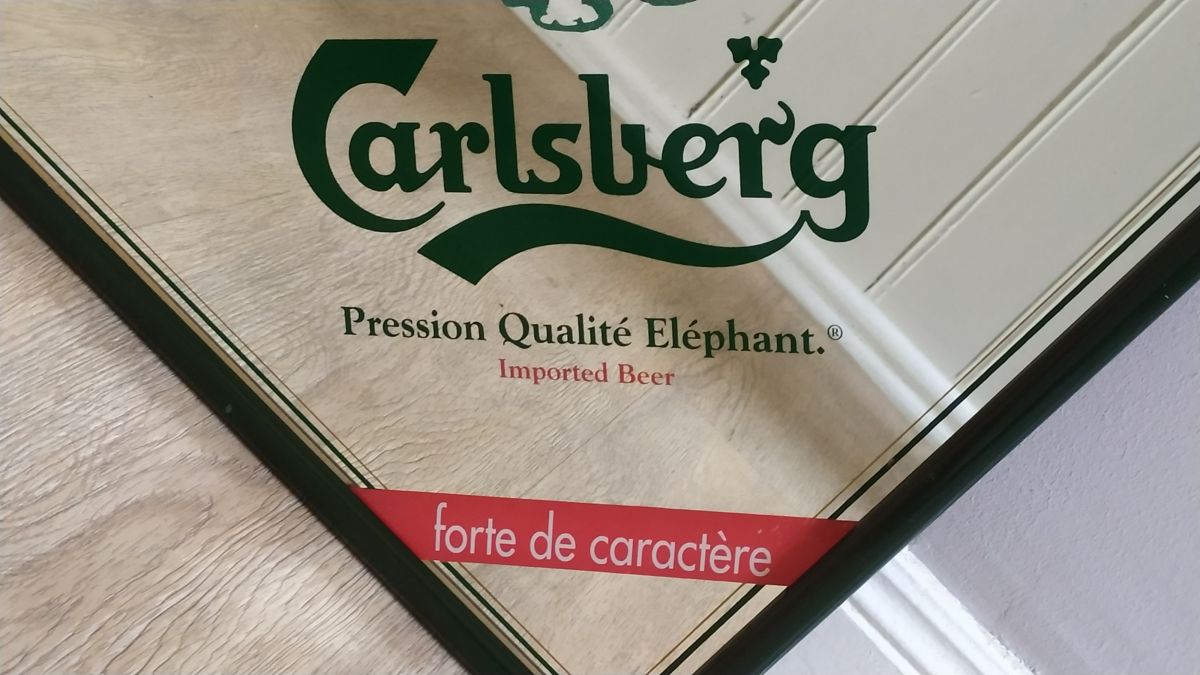 Carlsberg
Pression Qualité Eléphant.®
Imported Beer
forte de caractère